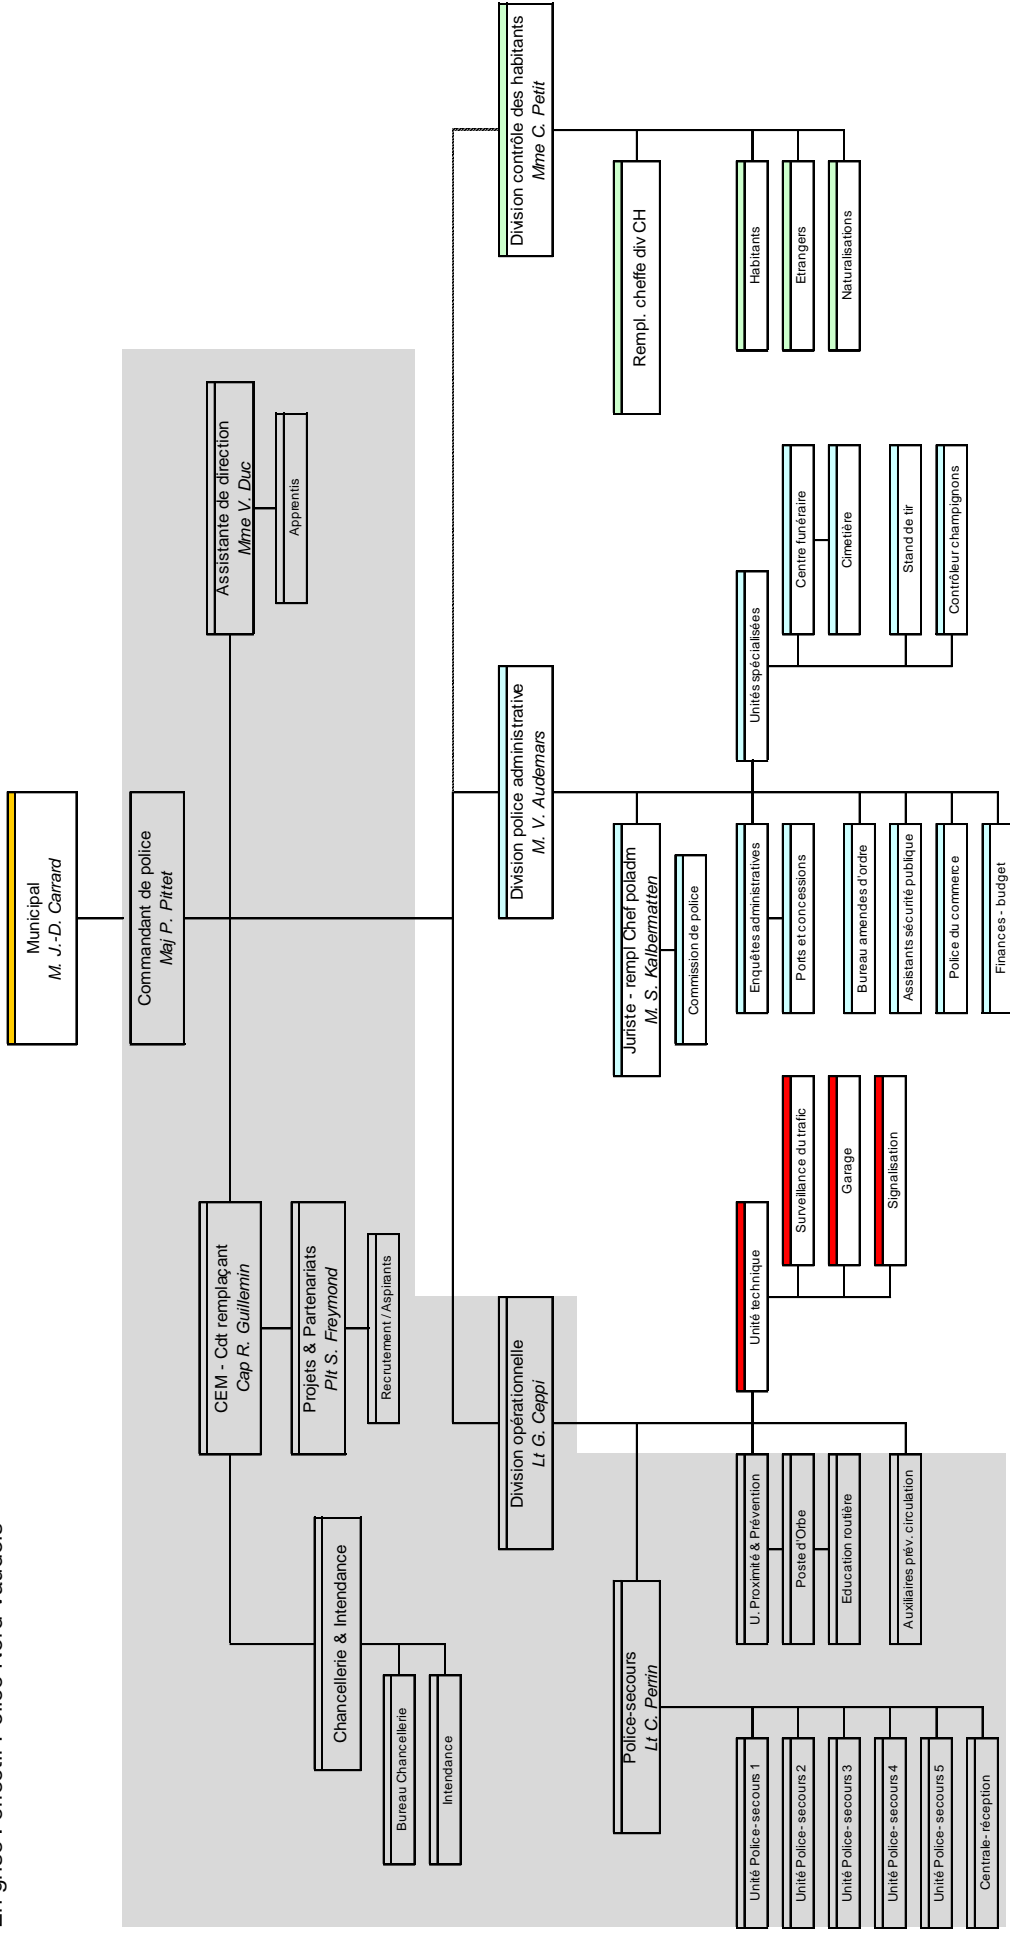 Municipal
M. J.-D. Carrard
Commandant de police
Maj P. Pittet
CEM - Cdt remplaçant
Cap R. Guillemin
Assistante de direction
Mme V. Duc
Apprentis
Projets & Partenariats
Plt S. Freymond
Recrutement / Aspirants
Chancellerie & Intendance
Bureau Chancellerie
Intendance
Division opérationnelle
Lt G. Ceppi
Division police administrative
M. V. Audemars
Division contrôle des habitants
Mme C. Petit
Police-secours
Lt C. Perrin
Unité Police-secours 1
Unité Police-secours 2
Unité Police-secours 3
Unité Police-secours 4
Unité Police-secours 5
Centrale-réception
U. Proximité & Prévention
Poste d'Orbe
Education routière
Auxiliaires prév. circulation
Unité technique
Surveillance du trafic
Garage
Signalisation
Juriste - rempl Chef poladm
M. S. Kalbermatten
Commission de police
Enquêtes administratives
Ports et concessions
Bureau amendes d'ordre
Assistants sécurité publique
Police du commerce
Finances - budget
Unités spécialisées
Centre funéraire
Cimetière
Stand de tir
Contrôleur champignons
Rempl. cheffe div CH
Habitants
Etrangers
Naturalisations